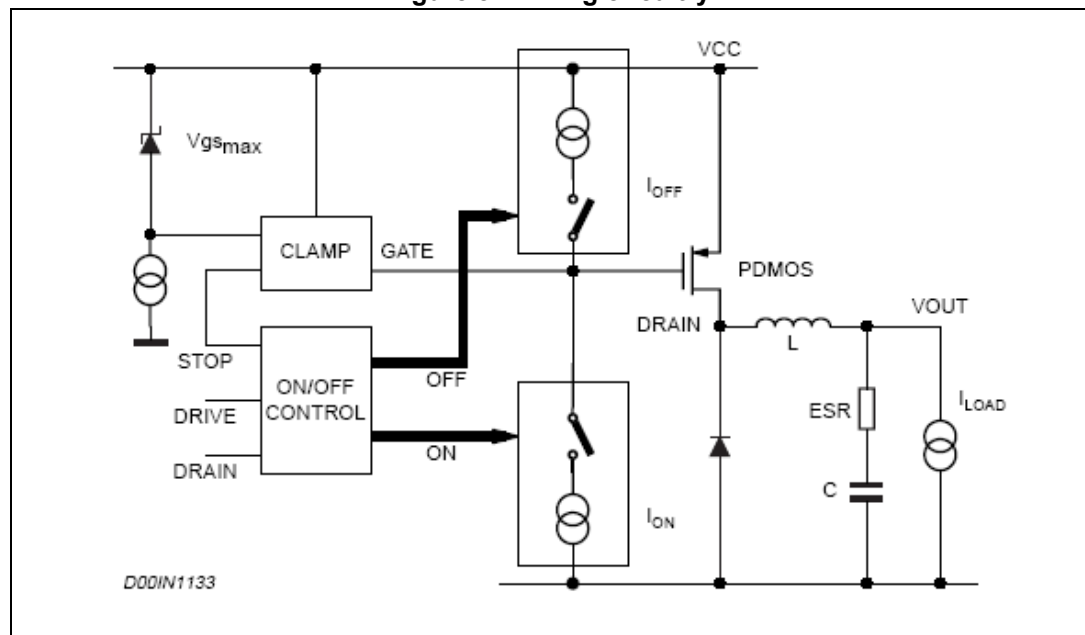 VCC
Vgsmax
IOFF
CLAMP
GATE
PDMOS
VOUT
DRAIN
L
STOP
OFF
ON/OFF
CONTROL
DRIVE
ESR
ILOAD
DRAIN
ON
C
ION
D00IN1133